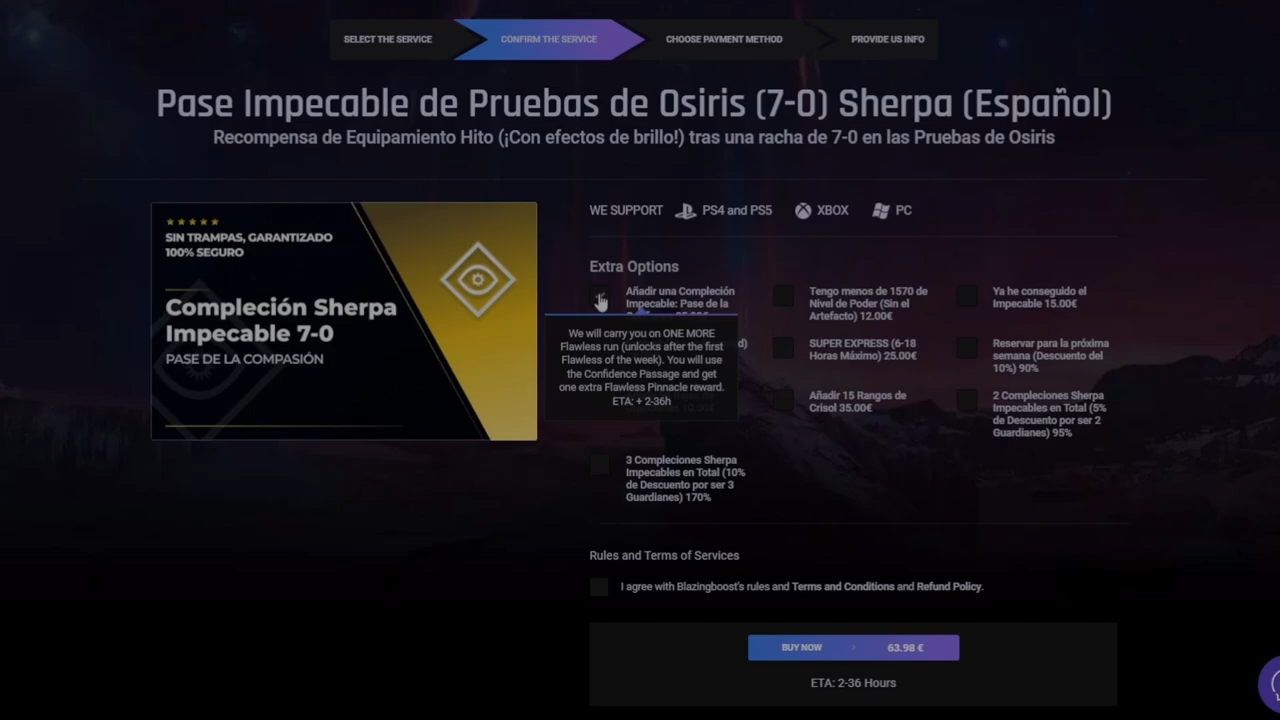 SELECT THE SERVICE
CONFIRM THE SERVICE
CHOOSE PAYMENT METHOD
PROVIDE US INFO
Pase Impecable de Pruebas de Osiris (7-0) Sherpa (Español)
Recompensa de Equipamiento Hito (¡Con efectos de brillo!) tras una racha de 7-0 en las Pruebas de Osiris
SIN TRAMPAS, GARANTIZADO
100% SEGURO
Compleción Sherpa
Impecable 7-0
PASE DE LA COMPASIÓN
WE SUPPORT
PS4 and PS5
XBOX
PC
Extra Options
Añadir una Compleción
Impecable: Pase de la
We will carry you on ONE MORE
Flawless run (unlocks after the first
Flawless of the week). You will use
the Confidence Passage and get
one extra Flawless Pinnacle reward.
ETA: + 2-36h
Tengo menos de 1570 de
Nivel de Poder (Sin el
Artefacto) 12.00€
Ya he conseguido el
Impecable 15.00€
SUPER EXPRESS (6-18
Horas Máximo) 25.00€
Reservar para la próxima
semana (Descuento del
10%) 90%
Añadir 15 Rangos de
Crisol 35.00€
2 Compleciones Sherpa
Impecables en Total (5%
de Descuento por ser 2
Guardianes) 95%
3 Compleciones Sherpa
Impecables en Total (10%
de Descuento por ser 3
Guardianes) 170%
Rules and Terms of Services
I agree with Blazingboost's rules and Terms and Conditions and Refund Policy.
BUY NOW
63.98 €
ETA: 2-36 Hours